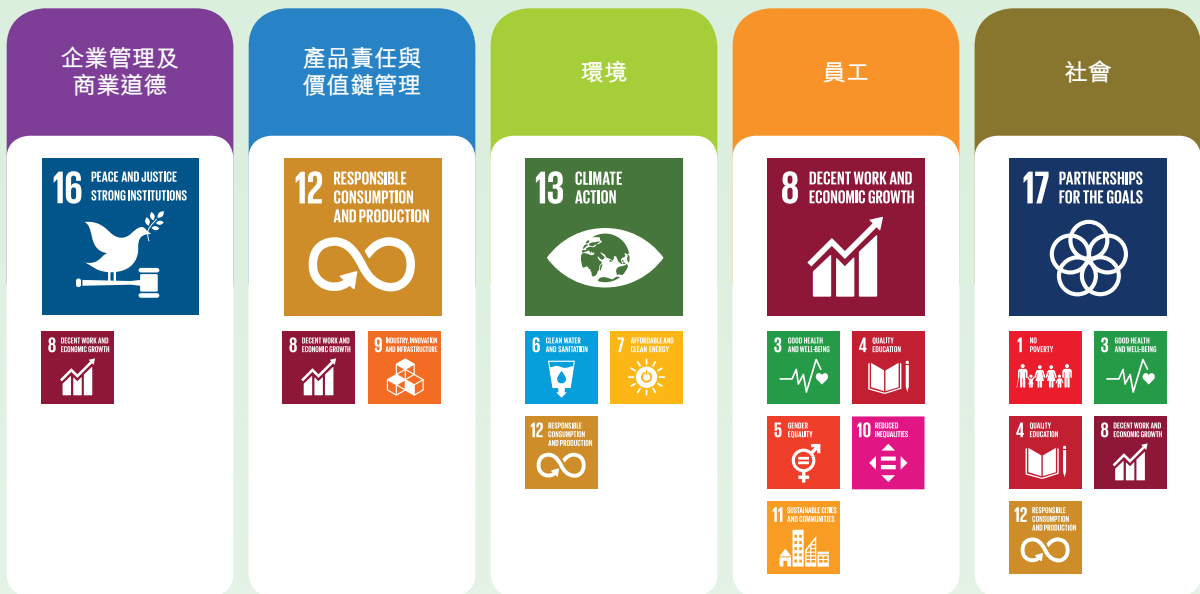 企業管理及
商業道德
16 PEACE AND JUSTICE
STRONG INSTITUTIONS
8 DECENT WORK AND
ECONOMIC GROWTH
產品責任與
價值鏈管理
12 RESPONSIBLE
CONSUMPTION
AND PRODUCTION
8 DECENT WORK AND
ECONOMIC GROWTH
9 INDUSTRY, INNOVATION
AND INFRASTRUCTURE
環境
13 CLIMATE
ACTION
6 CLEAN WATER
AND SANITATION
7 AFFORDABLE AND
CLEAN ENERGY
12 RESPONSIBLE
CONSUMPTION
AND PRODUCTION
員工
8 DECENT WORK AND
ECONOMIC GROWTH
3 GOOD HEALTH
AND WELL-BEING
4 QUALITY
EDUCATION
5 GENDER
EQUALITY
10 REDUCED
INEQUALITIES
11 SUSTAINABLE CITIES
AND COMMUNITIES
社會
17 PARTNERSHIPS
FOR THE GOALS
1 NO
POVERTY
3 GOOD HEALTH
AND WELL-BEING
4 QUALITY
EDUCATION
8 DECENT WORK AND
ECONOMIC GROWTH
12 RESPONSIBLE
CONSUMPTION
AND PRODUCTION